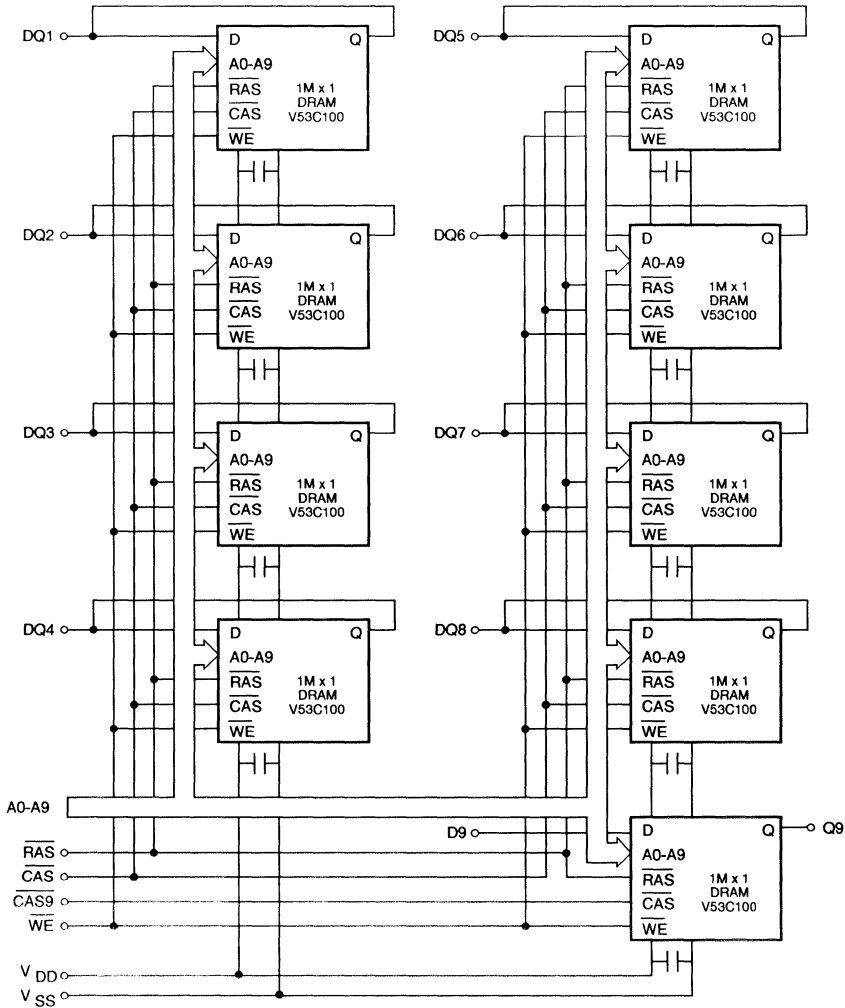 DQ1
D
Q
A0-A9
RAS
CAS
WE
1M x 1
DRAM
V53C100
DQ2
D
Q
A0-A9
RAS
CAS
WE
1M x 1
DRAM
V53C100
DQ3
D
Q
A0-A9
RAS
CAS
WE
1M x 1
DRAM
V53C100
DQ4
D
Q
A0-A9
RAS
CAS
WE
1M x 1
DRAM
V53C100
DQ5
D
Q
A0-A9
RAS
CAS
WE
1M x 1
DRAM
V53C100
DQ6
D
Q
A0-A9
RAS
CAS
WE
1M x 1
DRAM
V53C100
DQ7
D
Q
A0-A9
RAS
CAS
WE
1M x 1
DRAM
V53C100
DQ8
D
Q
A0-A9
RAS
CAS
WE
1M x 1
DRAM
V53C100
D9
D
Q
Q9
A0-A9
RAS
CAS
WE
1M x 1
DRAM
V53C100
A0-A9
RAS
CAS
CAS9
WE
V DD
V SS